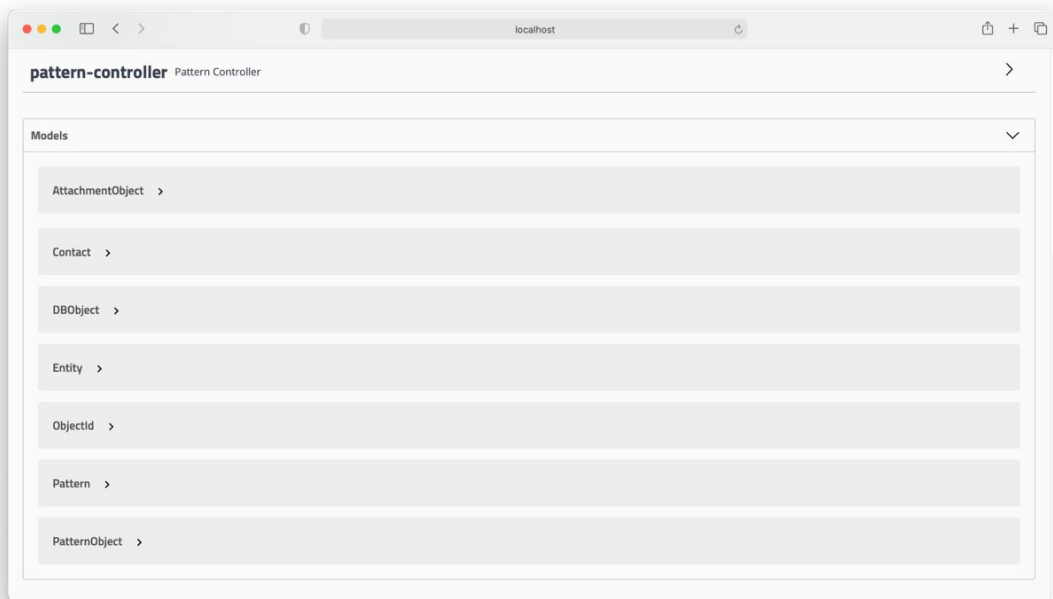 localhost
pattern-controller Pattern Controller
Models
AttachmentObject
Contact
DBObject
Entity
ObjectId
Pattern
PatternObject